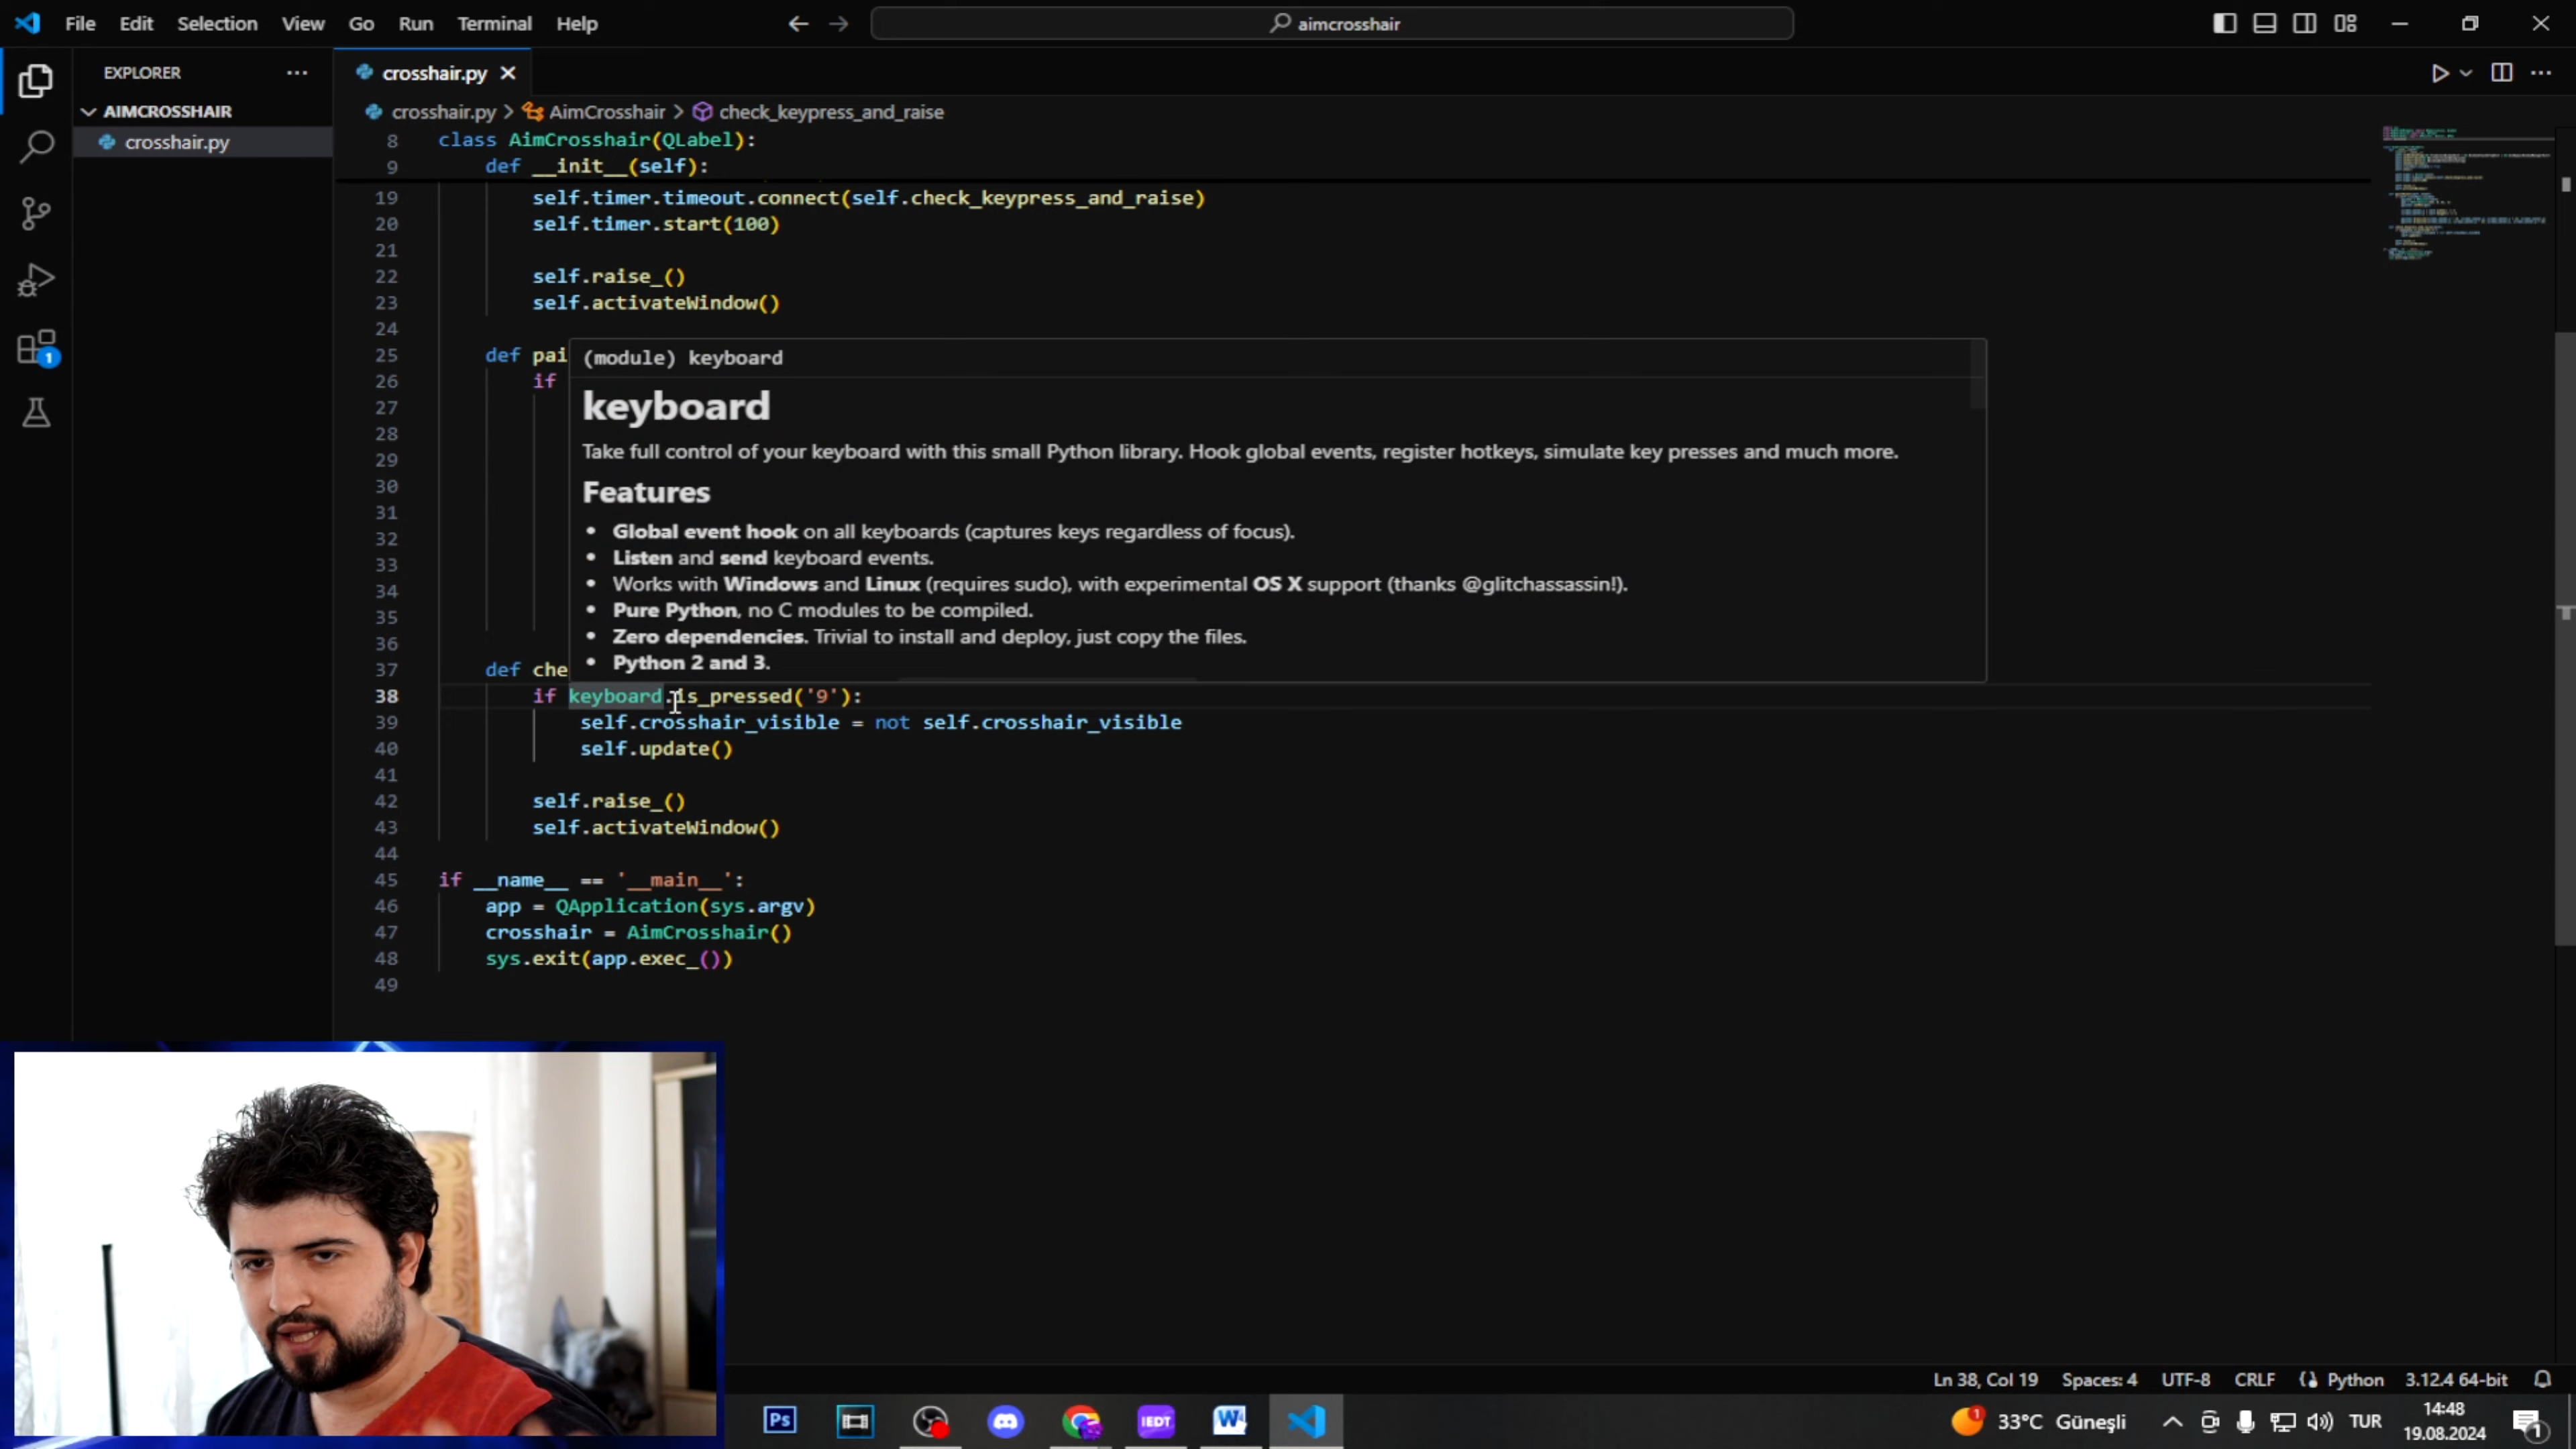 File Edit Selection View Go Run Terminal Help
aimcrosshair
EXPLORER
AIMCROSSHAIR
crosshair.py
1
crosshair.py
crosshair.py > AimCrosshair > check_keypress_and_raise
8 class AimCrosshair(QLabel):
9 def __init__(self):
19 self.timer.timeout.connect(self.check_keypress_and_raise)
20 self.timer.start(100)
21
22 self.raise_()
23 self.activateWindow()
24
25 def pai
26 if
27
28
29
30
31
32
33
34
35
36
37 def che
(module) keyboard
keyboard
Take full control of your keyboard with this small Python library. Hook global events, register hotkeys, simulate key presses and much more.
Features
• Global event hook on all keyboards (captures keys regardless of focus).
• Listen and send keyboard events.
• Works with Windows and Linux (requires sudo), with experimental OS X support (thanks @glitchassassin!).
• Pure Python, no C modules to be compiled.
• Zero dependencies. Trivial to install and deploy, just copy the files.
• Python 2 and 3.
38 if keyboard.is_pressed('9'):
39 self.crosshair_visible = not self.crosshair_visible
40 self.update()
41
42 self.raise_()
43 self.activateWindow()
44
45 if __name__ == '__main__':
46 app = QApplication(sys.argv)
47 crosshair = AimCrosshair()
48 sys.exit(app.exec_())
49
Ln 38, Col 19 Spaces: 4 UTF-8 CRLF Python 3.12.4 64-bit
Ps
IEDT
W
1
33°C Güneşli
TUR
14:48
19.08.2024
1